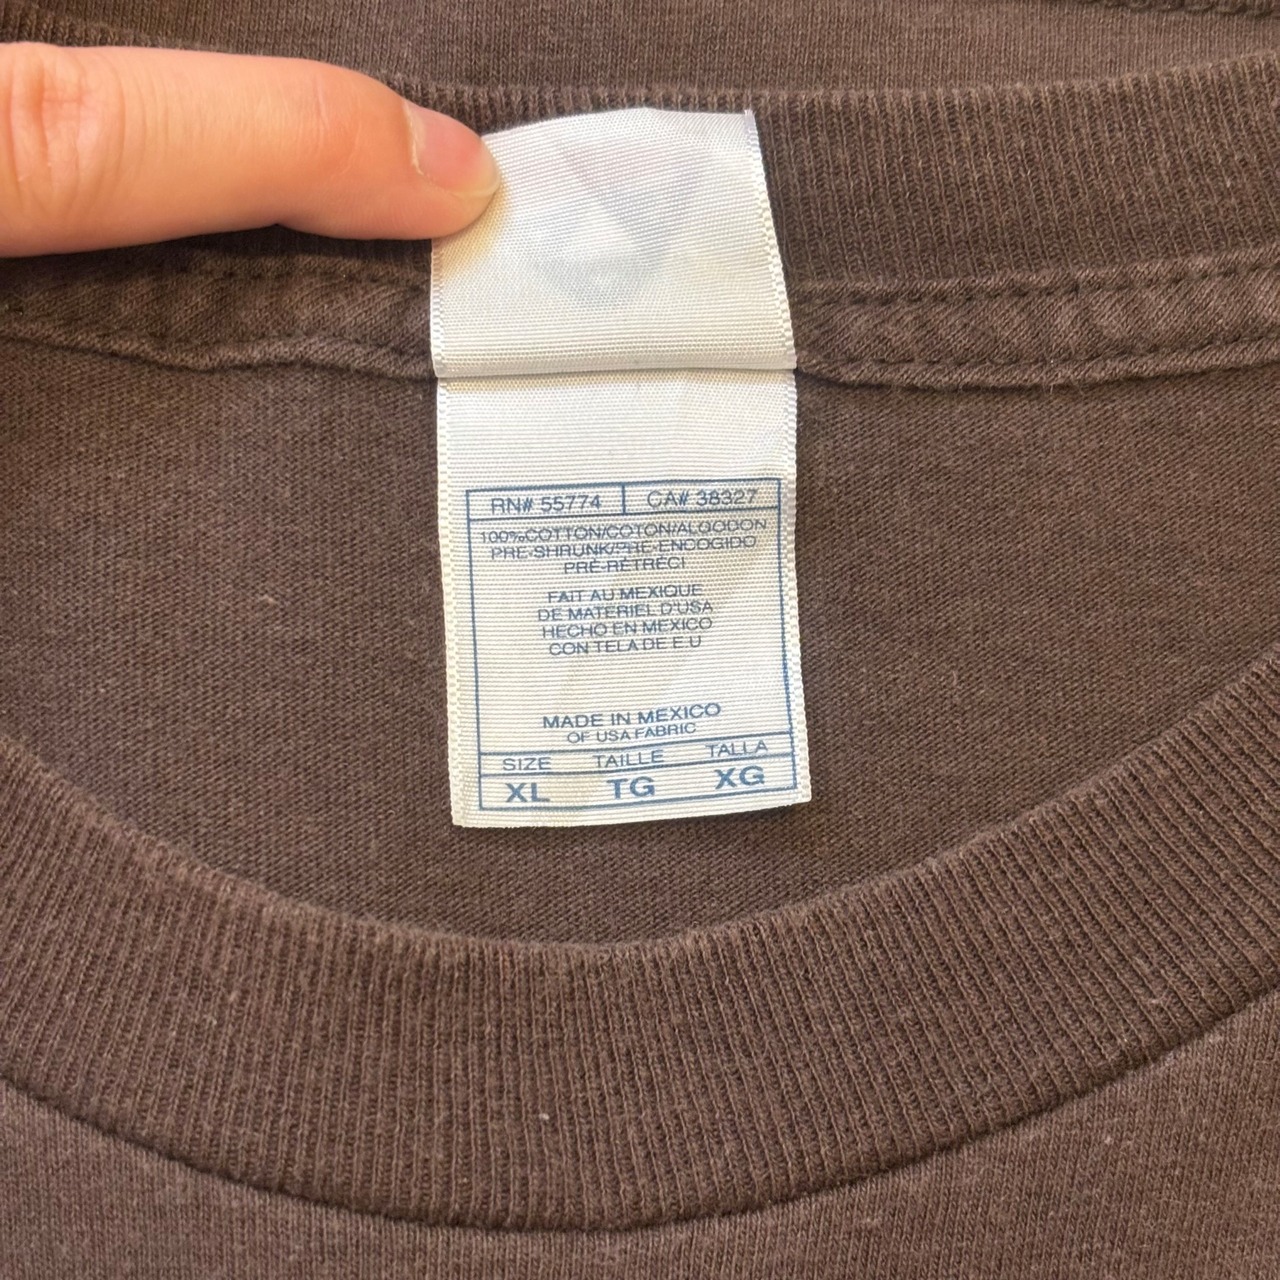 RN# 55774 CA# 38327
100%COTTON/COTON/ALGODON
PRE-SHRUNK/PRE-ENCOGIDO
PRÉ-RÉTRÉCI
FAIT AU MEXIQUE
DE MATERIEL D'USA
HECHO EN MEXICO
CON TELA DE E.U
MADE IN MEXICO
OF USA FABRIC
SIZE TAILLE TALLA
XL TG XG